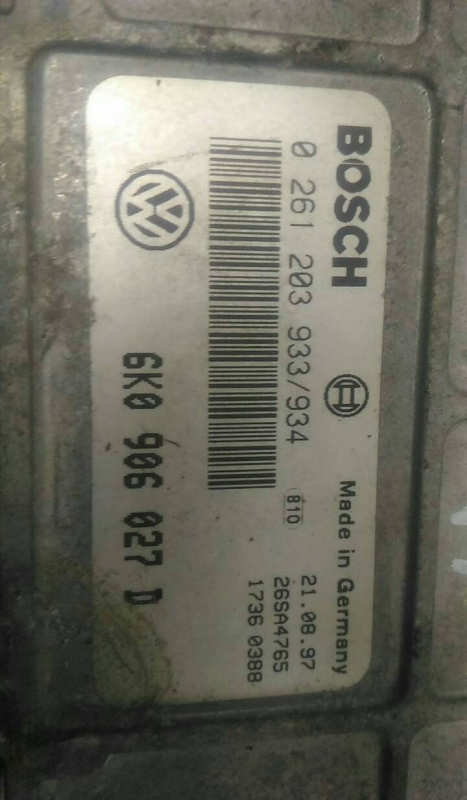 BOSCH
Made in Germany
0 261 203 933/934
810
21.08.97
26SA4765
1736 0388
6K0 906 027 D